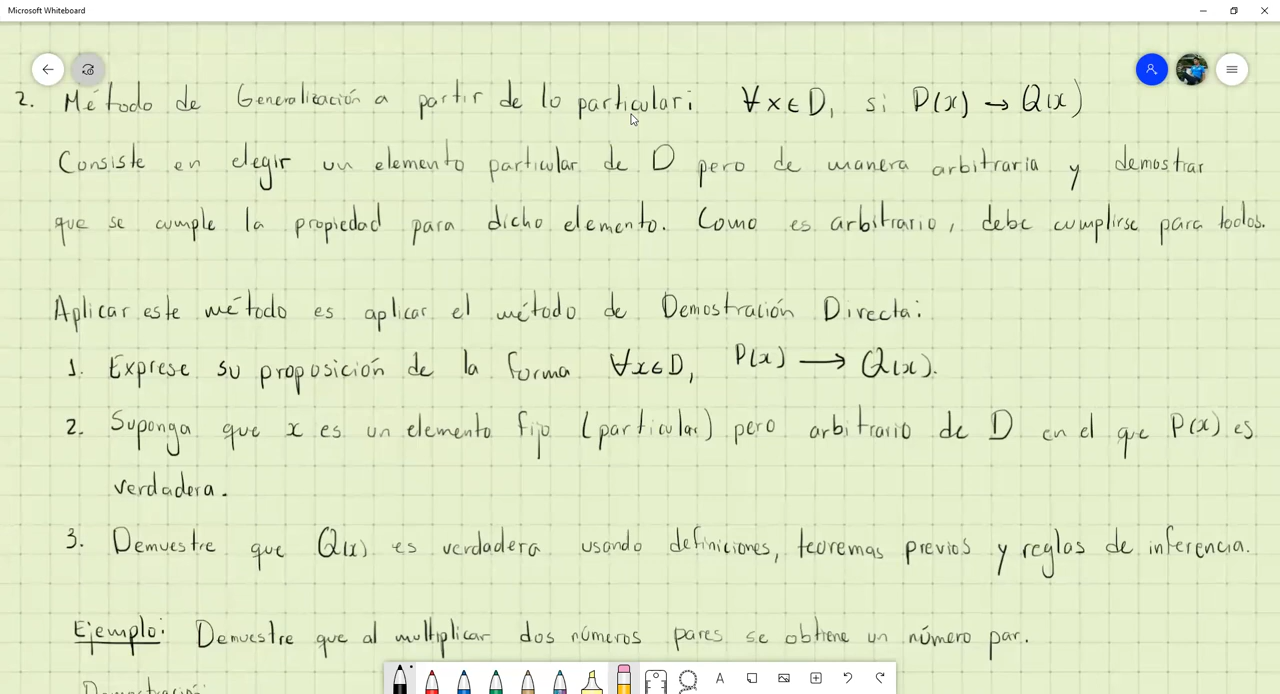 Microsoft Whiteboard
2. Método de Generalización a partir de lo particular: ∀x∈D, si P(x) → Q(x)
Consiste en elegir un elemento particular de D pero de manera arbitraria y demostrar
que se cumple la propiedad para dicho elemento. Como es arbitrario, debe cumplirse para todos.
Aplicar este método es aplicar el método de Demostración Directa:
1. Exprese su proposición de la forma ∀x∈D, P(x) → Q(x).
2. Suponga que x es un elemento fijo (particular) pero arbitrario de D en el que P(x) es
verdadera.
3. Demuestre que Q(x) es verdadera usando definiciones, teoremas previos y reglas de inferencia.
Ejemplo: Demuestre que al multiplicar dos números pares se obtiene un número par.
Demostración: